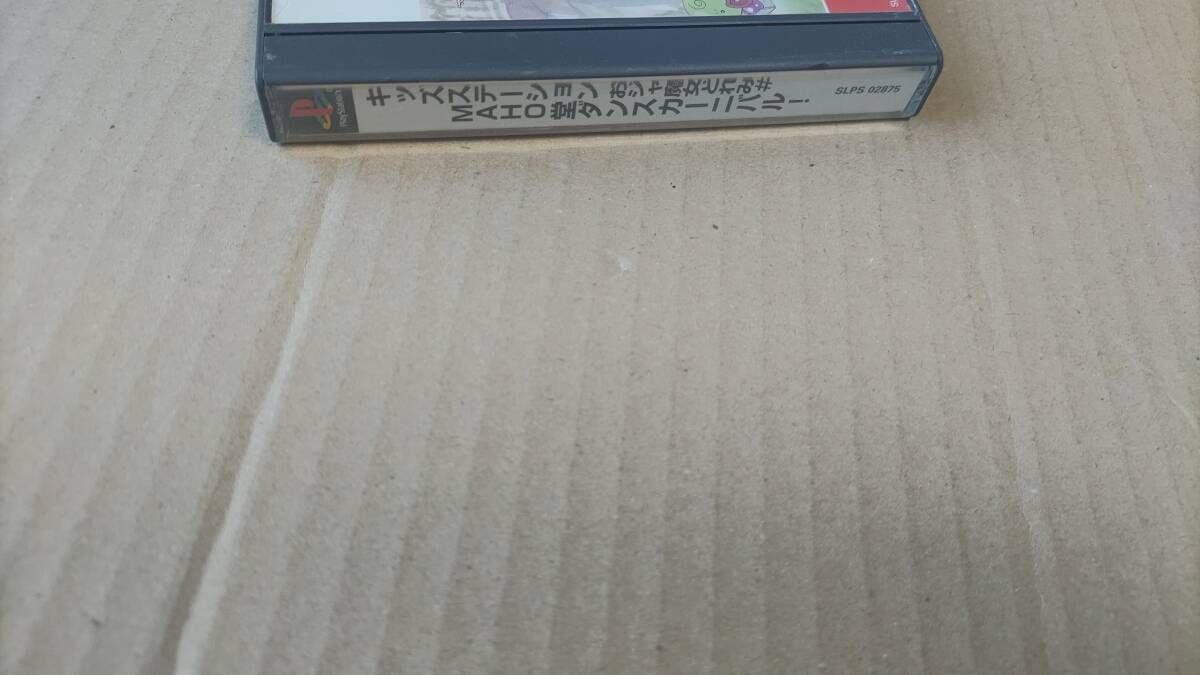 PlayStation
キッズステーション おジャ魔女どれみ♯
MAHO堂ダンスカーニバル!
SLPS 02875